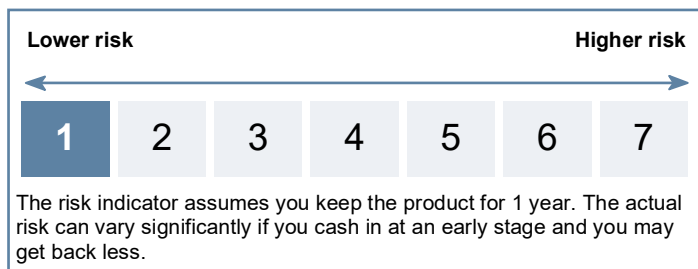 Lower risk Higher risk
1 2 3 4 5 6 7
The risk indicator assumes you keep the product for 1 year. The actual
risk can vary significantly if you cash in at an early stage and you may
get back less.